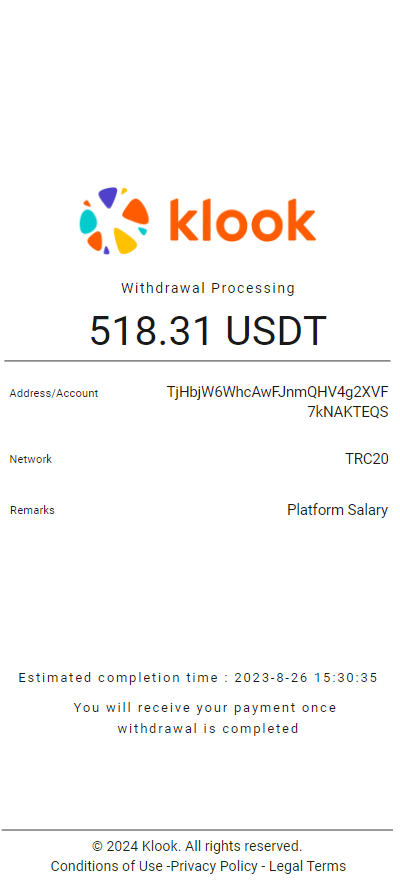 klook
Withdrawal Processing
518.31 USDT
Address/Account
TjHbjW6WhcAwFJnmQHV4g2XVF
7kNAKTEQS
Network
TRC20
Remarks
Platform Salary
Estimated completion time : 2023-8-26 15:30:35
You will receive your payment once
withdrawal is completed
© 2024 Klook. All rights reserved.
Conditions of Use -Privacy Policy - Legal Terms